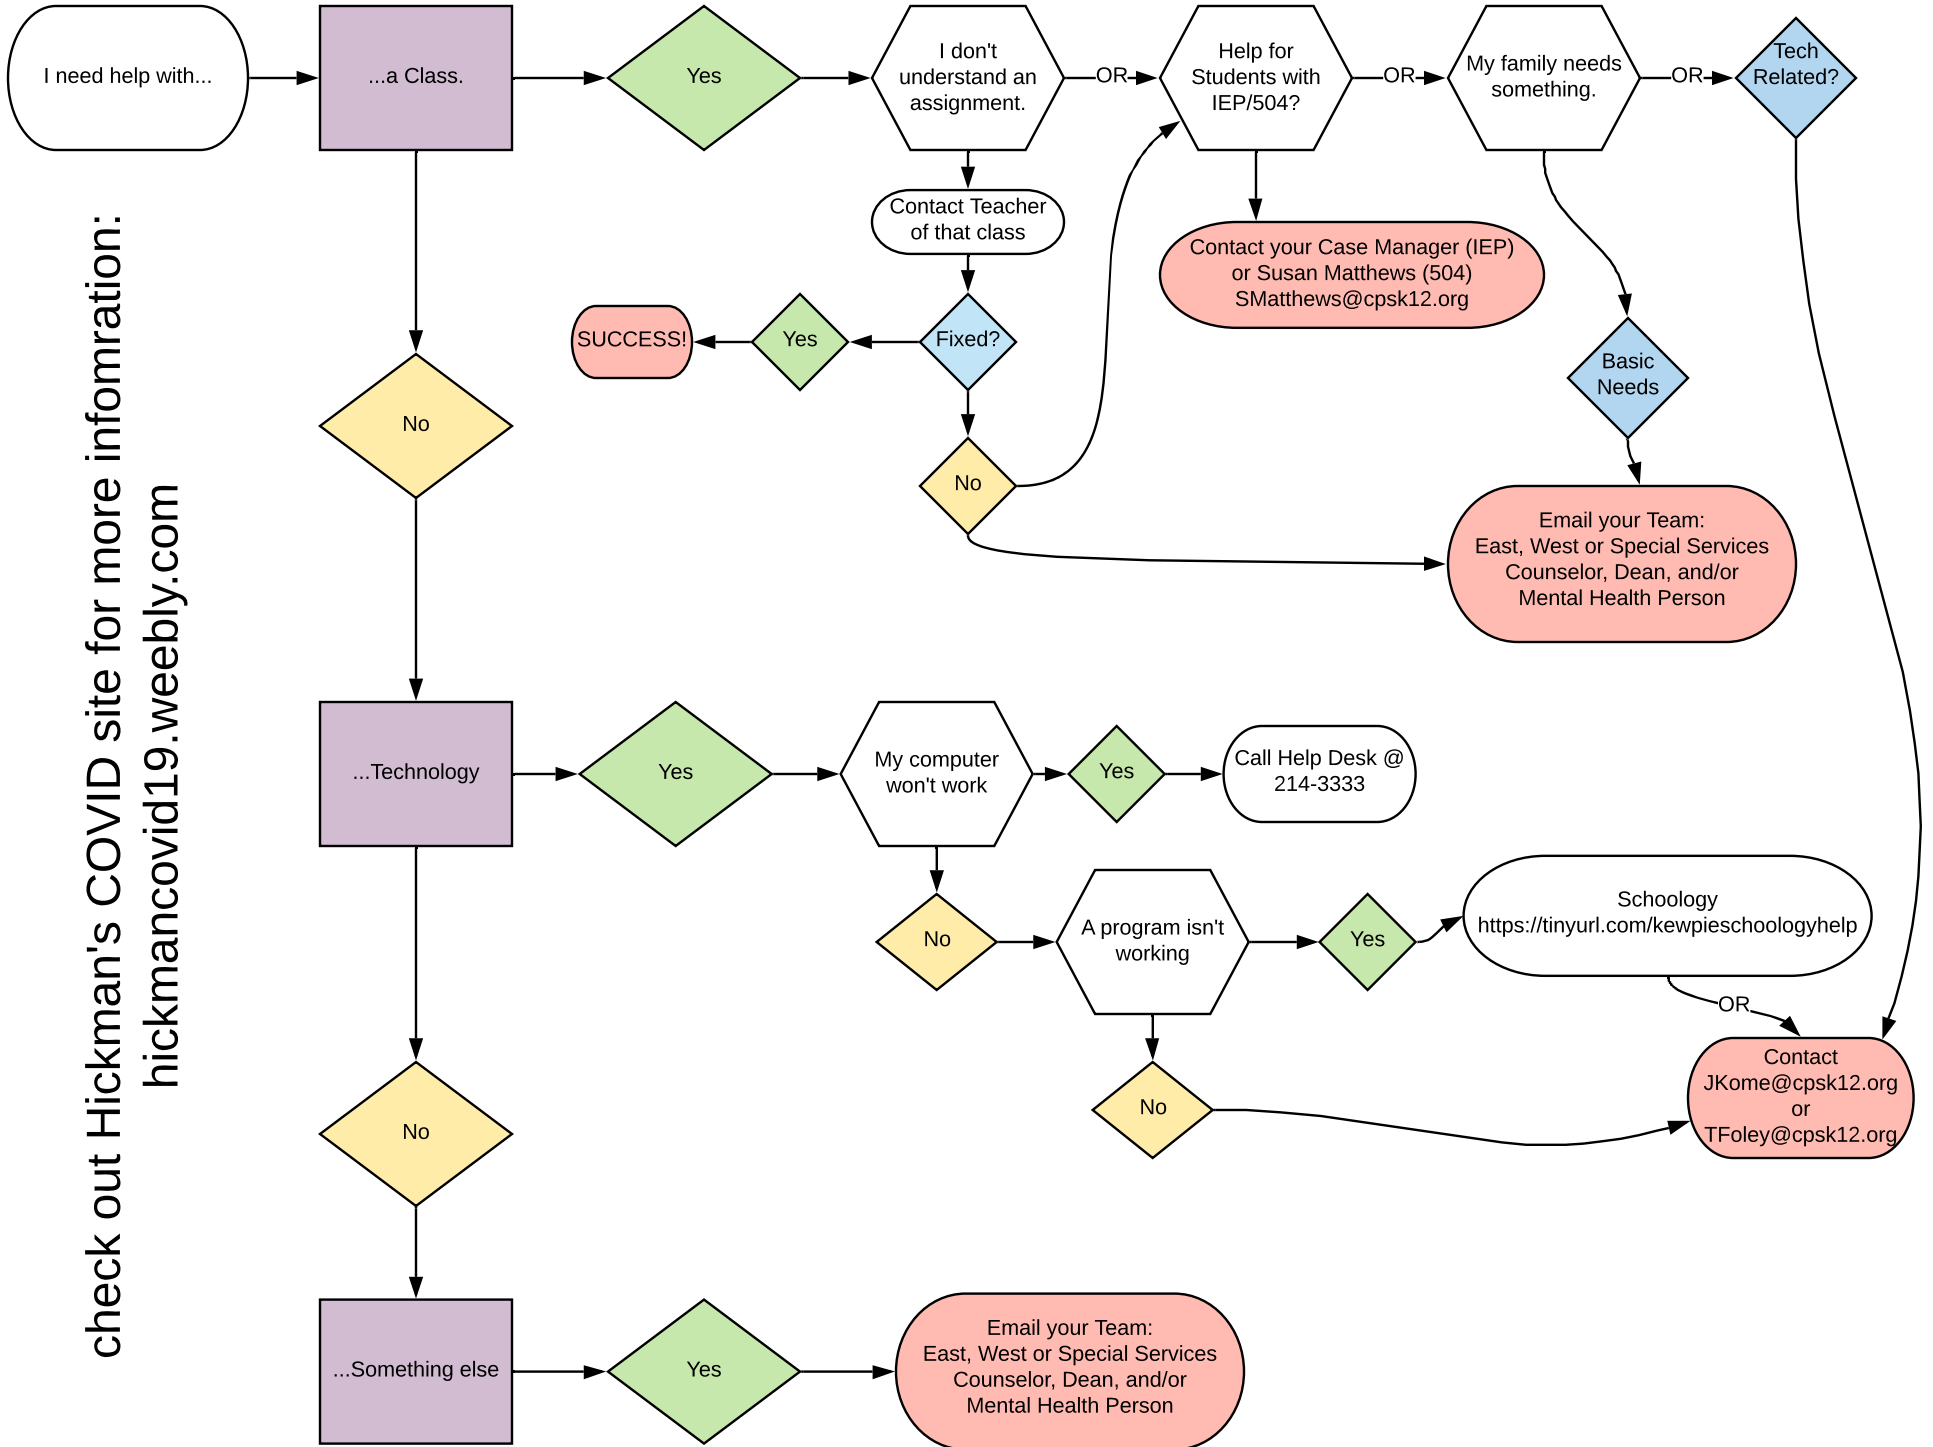 I need help with...
...a Class.
Yes
I don't
understand an
assignment.
OR
Help for
Students with
IEP/504?
OR
My family needs
something.
OR
Tech
Related?
Contact Teacher
of that class
Contact your Case Manager (IEP)
or Susan Matthews (504)
SMatthews@cpsk12.org
SUCCESS!
Yes
Fixed?
Basic
Needs
No
No
Email your Team:
East, West or Special Services
Counselor, Dean, and/or
Mental Health Person
check out Hickman's COVID site for more infomration:
hickmancovid19.weebly.com
...Technology
Yes
My computer
won't work
Yes
Call Help Desk @
214-3333
No
A program isn't
working
Yes
Schoology
https://tinyurl.com/kewpieschoologyhelp
OR
No
No
Contact
JKome@cpsk12.org
or
TFoley@cpsk12.org
...Something else
Yes
Email your Team:
East, West or Special Services
Counselor, Dean, and/or
Mental Health Person